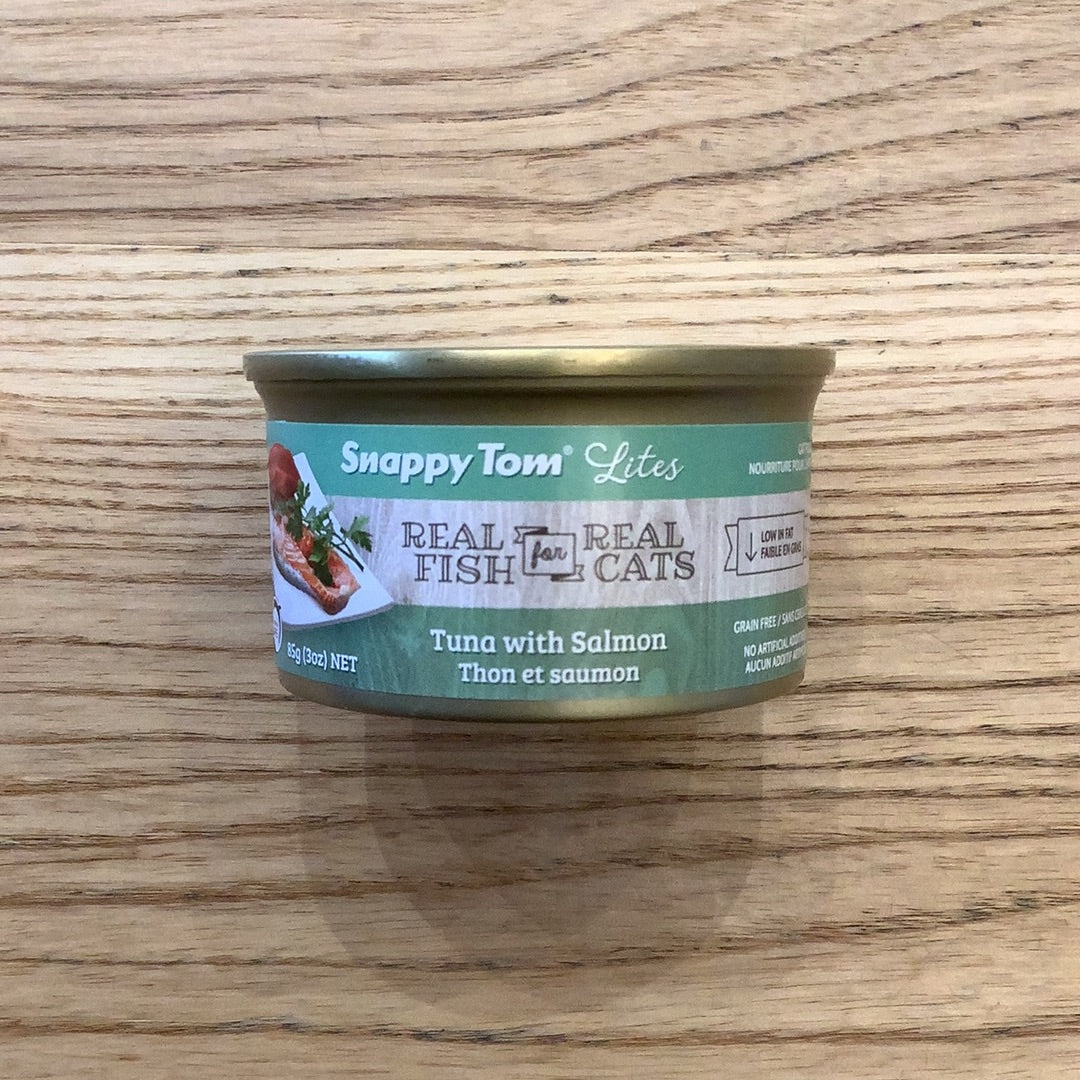 Snappy Tom® Lites
NOURRITURE
REAL FISH for REAL CATS
LOW IN FAT
FAIBLE EN GRAS
Tuna with Salmon
Thon et saumon
85g (3oz) NET
GRAIN FREE / SANS
NO ARTIFICIAL
AUCUN ADDITIF